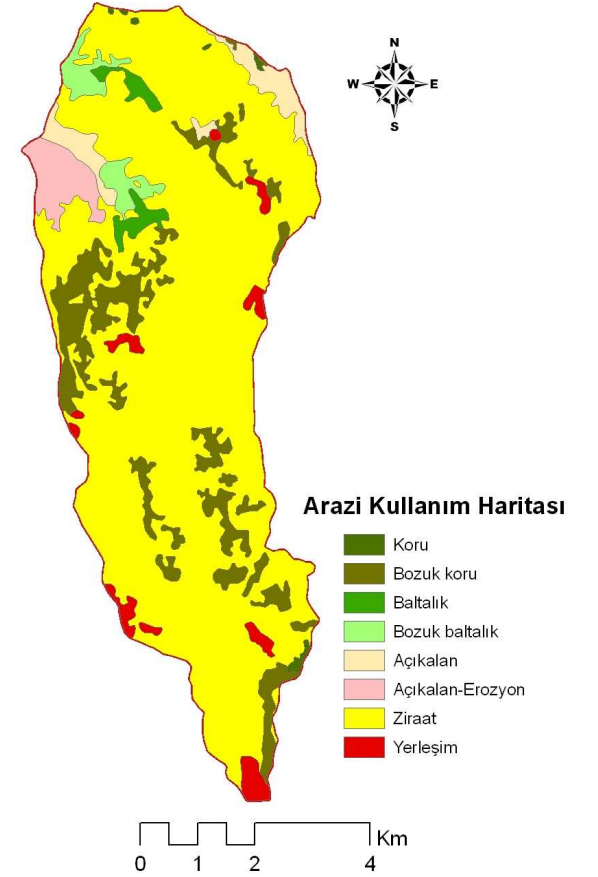 N
W E
S
Arazi Kullanım Haritası
Koru
Bozuk koru
Baltalık
Bozuk baltalık
Açıkalan
Açıkalan-Erozyon
Ziraat
Yerleşim
Km
0 1 2 4